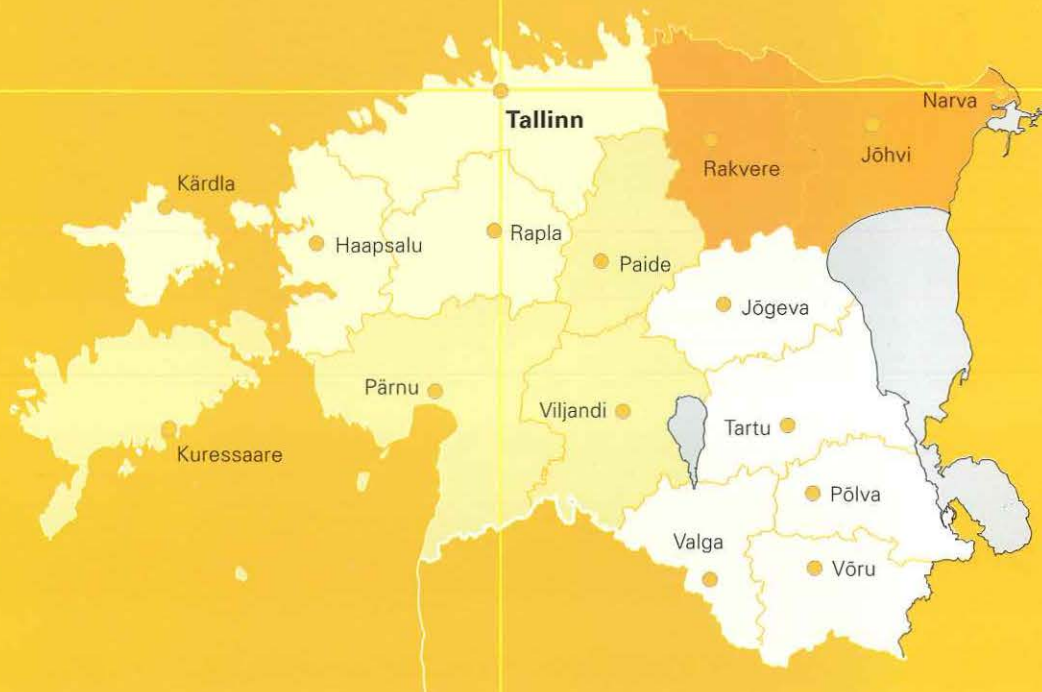 Narva
Tallinn
Jõhvi
Rakvere
Kärdla
Rapla
Haapsalu
Paide
Jõgeva
Pärnu
Viljandi
Tartu
Kuressaare
Põlva
Valga
Võru